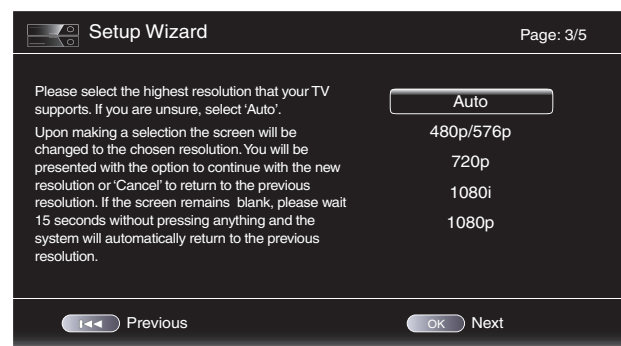 Setup Wizard
Page: 3/5
Please select the highest resolution that your TV
supports. If you are unsure, select ‘Auto’.
Upon making a selection the screen will be
changed to the chosen resolution. You will be
presented with the option to continue with the new
resolution or ‘Cancel’ to return to the previous
resolution. If the screen remains blank, please wait
15 seconds without pressing anything and the
system will automatically return to the previous
resolution.
Auto
480p/576p
720p
1080i
1080p
Previous
OK Next